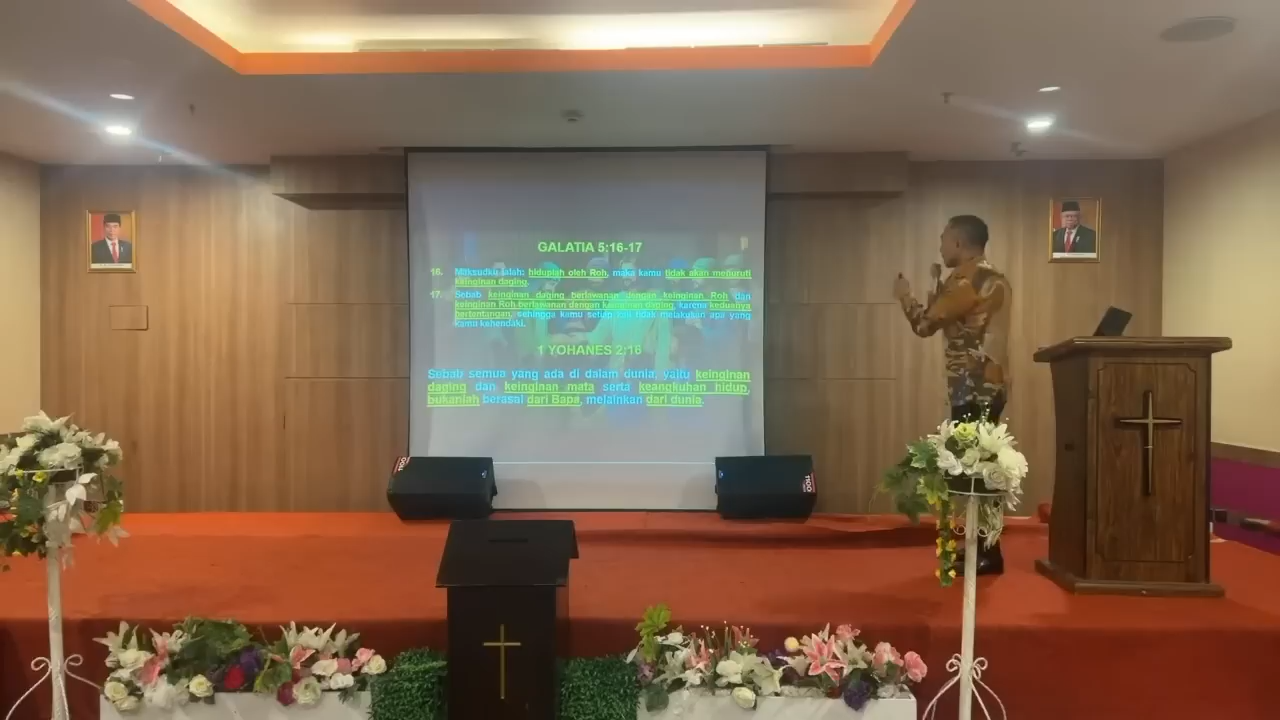 GALATIA 5:16-17
16. Maksudku ialah: hiduplah oleh Roh, maka kamu tidak akan menuruti
keinginan daging.
17. Sebab keinginan daging berlawanan dengan keinginan Roh dan
keinginan Roh berlawanan dengan keinginan daging, karena keduanya
bertentangan, sehingga kamu setiap kali tidak melakukan apa yang
kamu kehendaki.
1 YOHANES 2:16
Sebab semua yang ada di dalam dunia, yaitu keinginan
daging dan keinginan mata serta keangkuhan hidup,
bukanlah berasal dari Bapa, melainkan dari dunia.